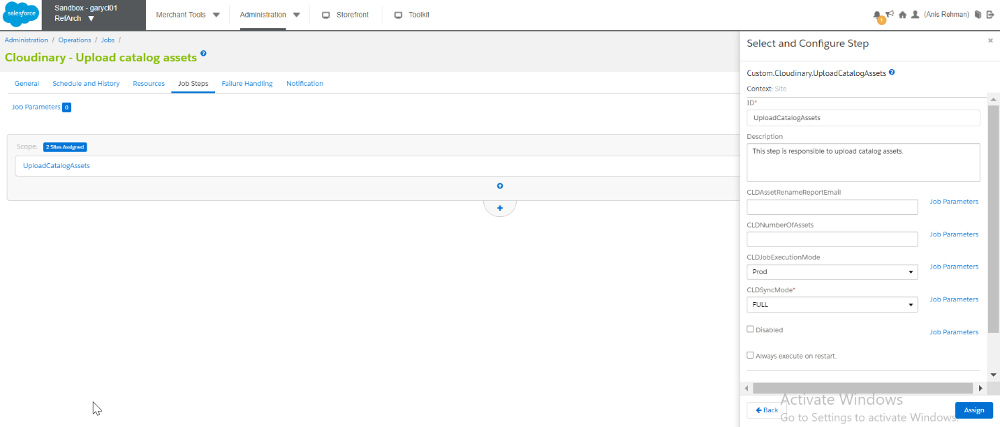 salesforce
Sandbox - garycl01
RefArch
Merchant Tools
Administration
Storefront
Toolkit
1
(Anis Rehman)
Administration / Operations / Jobs /
Cloudinary - Upload catalog assets ?
General
Schedule and History
Resources
Job Steps
Failure Handling
Notification
Job Parameters 0
Scope: 2 Sites Assigned
UploadCatalogAssets
Select and Configure Step
Custom.Cloudinary.UploadCatalogAssets ?
Context: Site
ID*
UploadCatalogAssets
Description
This step is responsible to upload catalog assets.
CLDAssetRenameReportEmail
Job Parameters
CLDNumberOfAssets
Job Parameters
CLDJobExecutionMode
Prod
Job Parameters
CLDSyncMode*
FULL
Job Parameters
Disabled
Job Parameters
Always execute on restart.
Back
Assign
Activate Windows
Go to Settings to activate Windows.